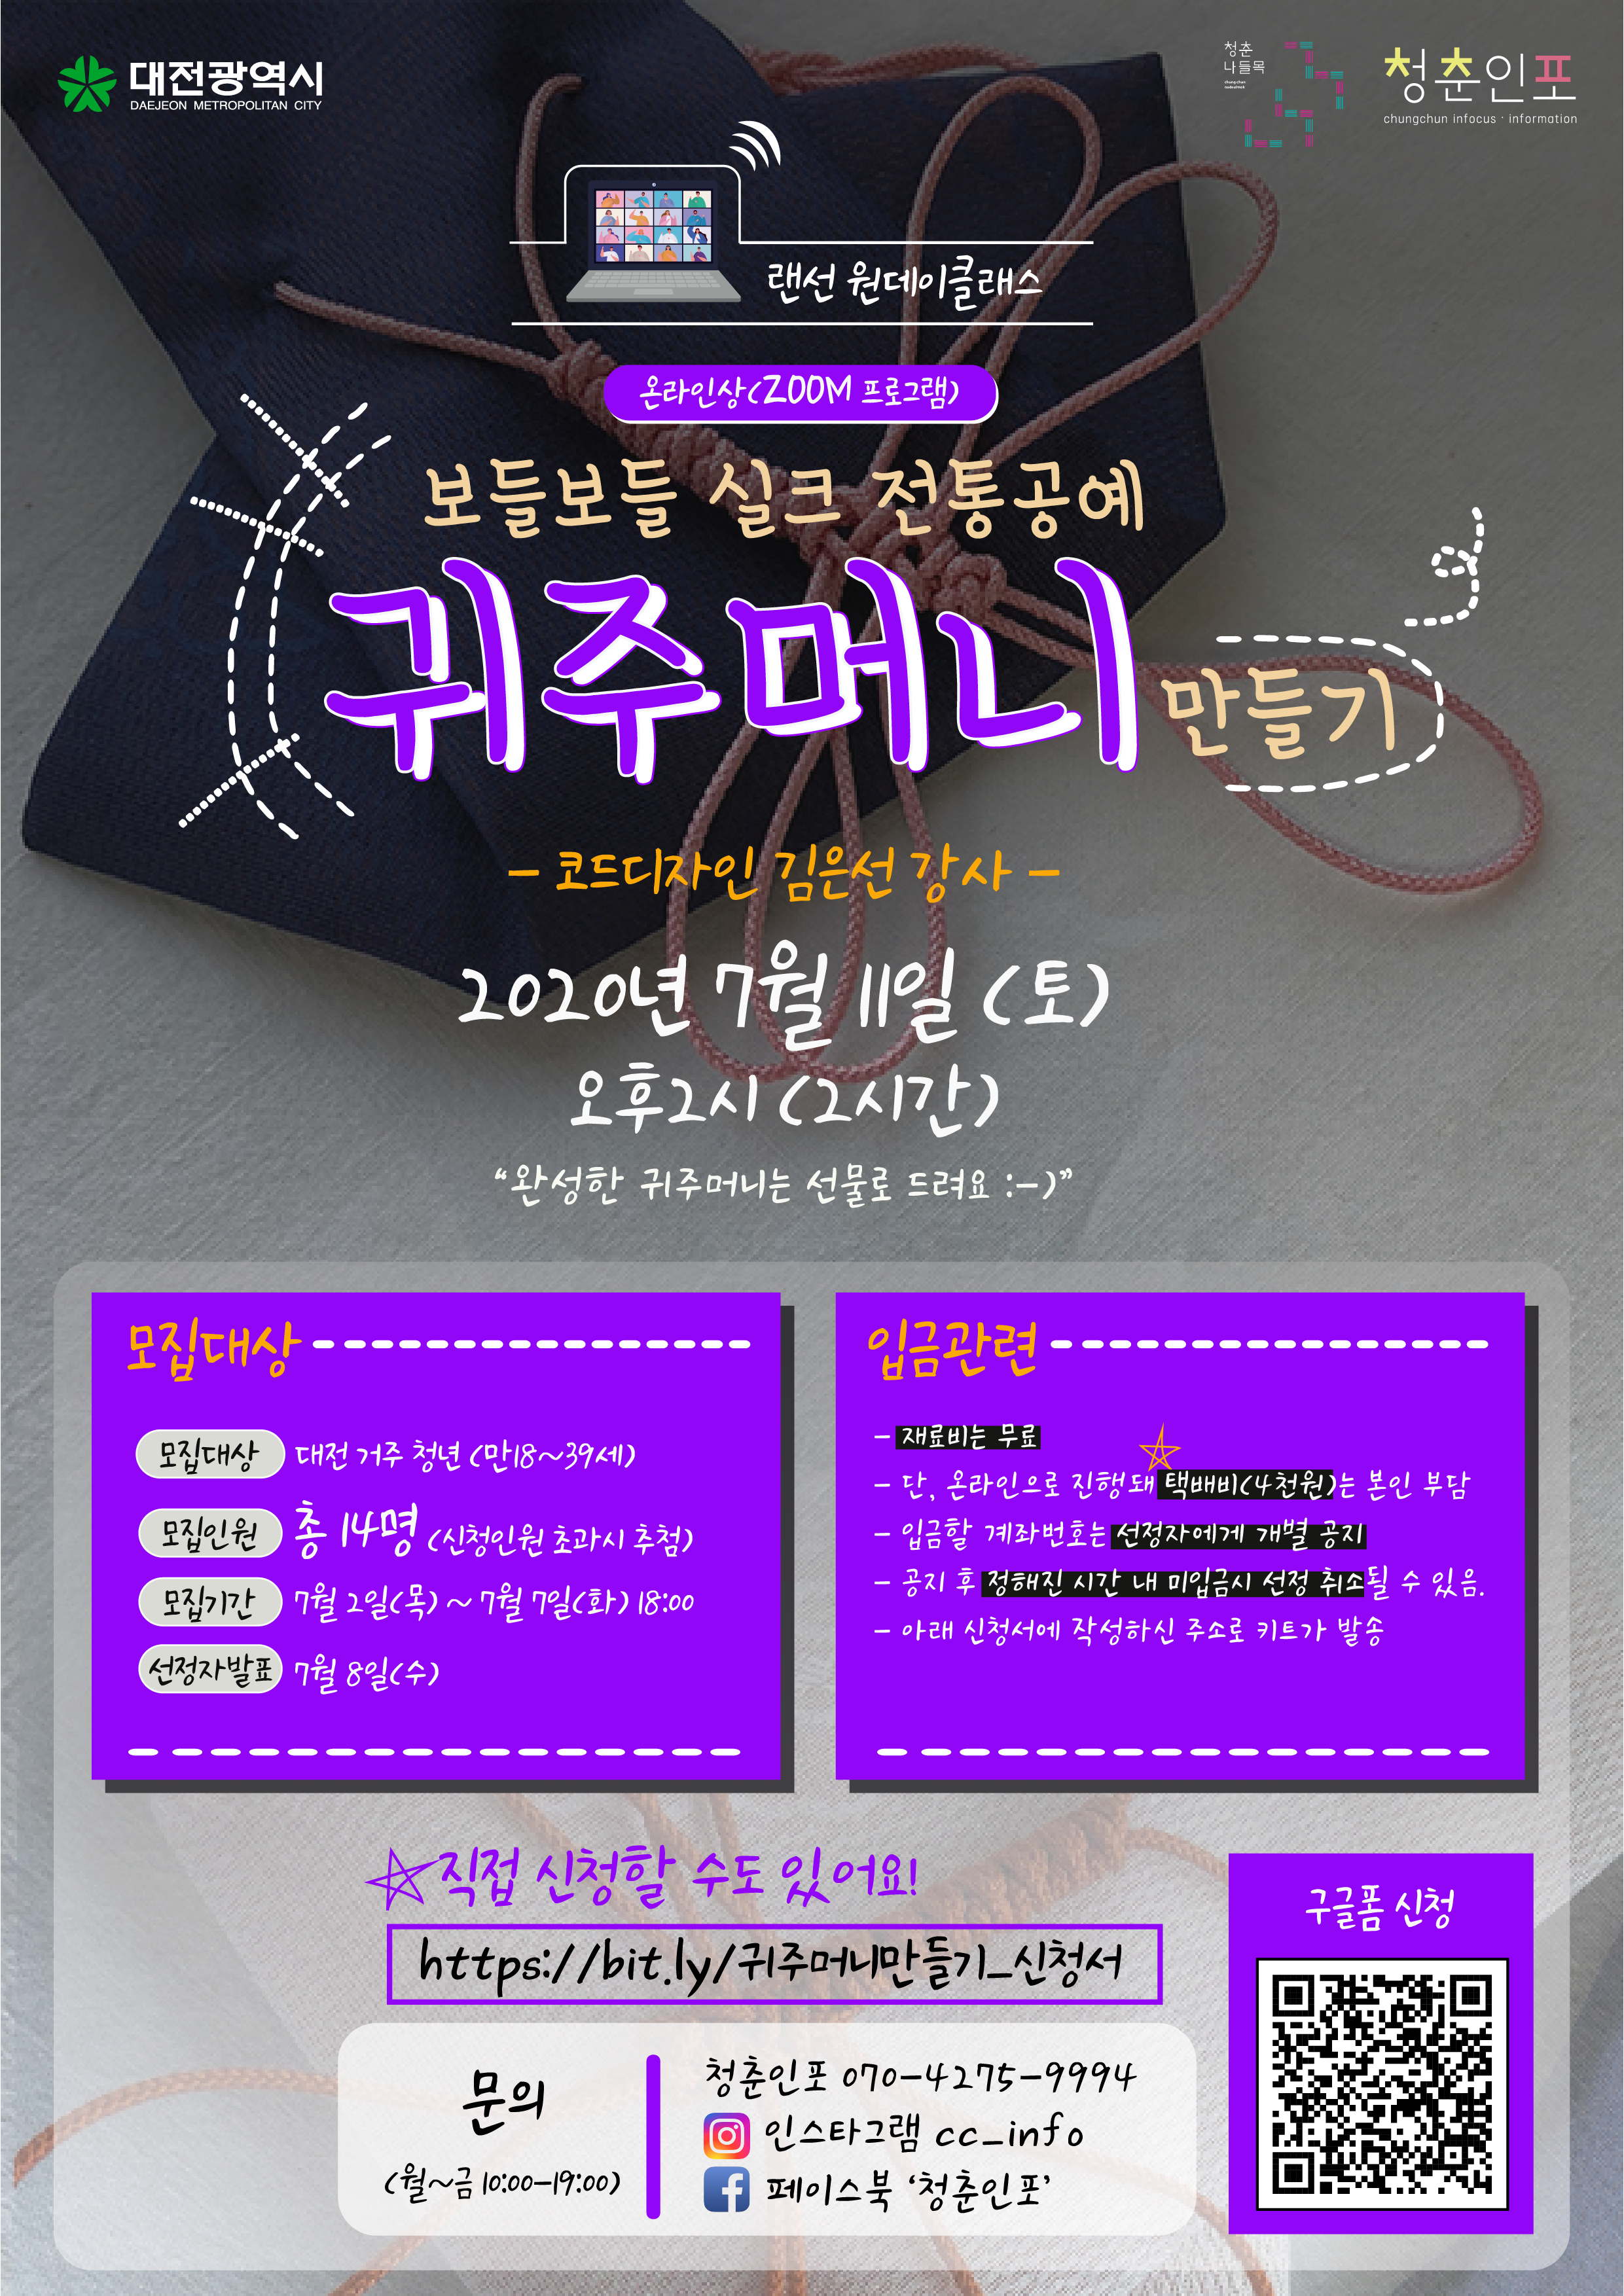 대전광역시
DAEJEON METROPOLITAN CITY
청춘
나들목
청춘인포
chungchun infocus · information
랜선 원데이클래스
온라인상(ZOOM 프로그램)
보들보들 실크 전통공예
귀주머니 만들기
- 코드디자인 김은선 강사 -
2020년 7월 11일 (토)
오후2시 (2시간)
“완성한 귀주머니는 선물로 드려요 :-)”
모집대상
모집대상 대전 거주 청년 (만18~39세)
모집인원 총 14명 (신청인원 초과시 추첨)
모집기간 7월 2일(목) ~ 7월 7일(화) 18:00
선정자발표 7월 8일(수)
입금관련
- 재료비는 무료
- 단, 온라인으로 진행돼 택배비(4천원)는 본인 부담
- 입금할 계좌번호는 선정자에게 개별 공지
- 공지 후 정해진 시간 내 미입금시 선정 취소될 수 있음.
- 아래 신청서에 작성하신 주소로 키트가 발송
직접 신청할 수도 있어요!
https://bit.ly/귀주머니만들기_신청서
구글폼 신청
문의
(월~금 10:00-19:00)
청춘인포 070-4275-9994
인스타그램 cc_info
페이스북 ‘청춘인포’